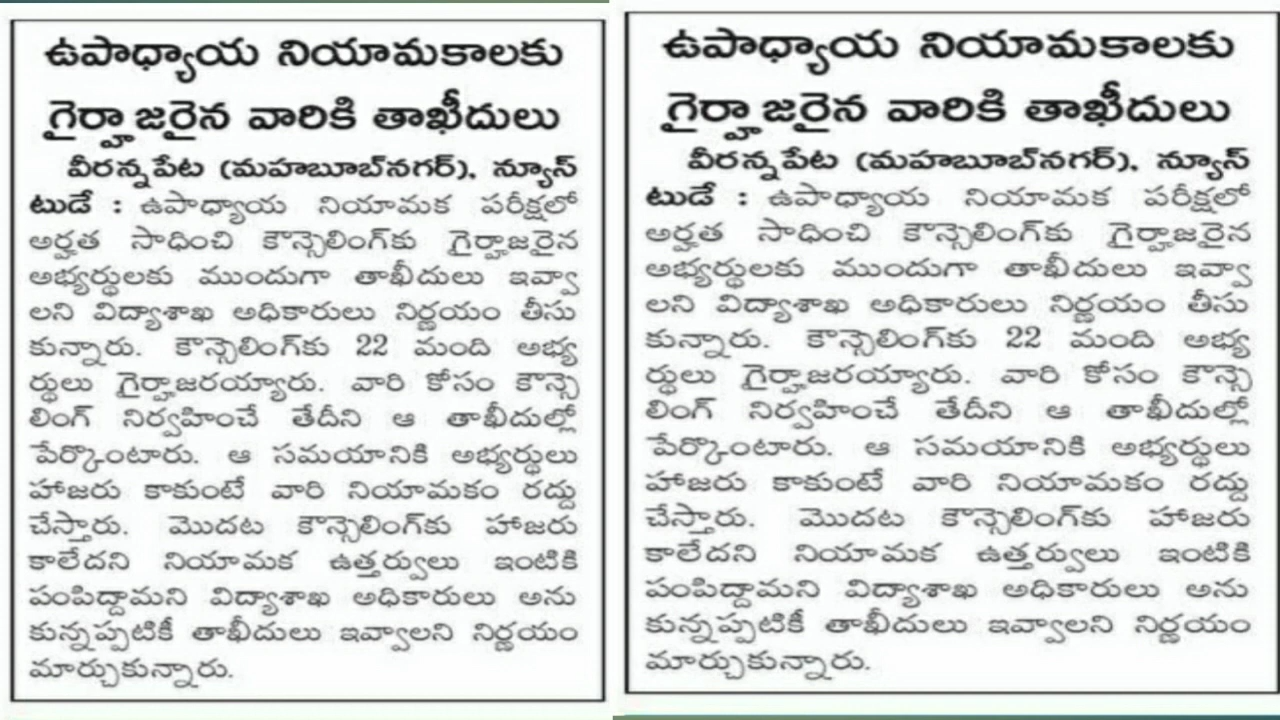 ఉపాధ్యాయ నియామకాలకు
గైర్హాజరైన వారికి తాఖీదులు
వీరన్నపేట (మహబూబ్‌నగర్), న్యూస్
టుడే : ఉపాధ్యాయ నియామక పరీక్షలో
అర్హత సాధించి కౌన్సెలింగ్‌కు గైర్హాజరైన
అభ్యర్థులకు ముందుగా తాఖీదులు ఇవ్వా
లని విద్యాశాఖ అధికారులు నిర్ణయం తీసు
కున్నారు. కౌన్సెలింగ్‌కు 22 మంది అభ్య
ర్థులు గైర్హాజరయ్యారు. వారి కోసం కౌన్సె
లింగ్ నిర్వహించే తేదీని ఆ తాఖీదుల్లో
పేర్కొంటారు. ఆ సమయానికి అభ్యర్థులు
హాజరు కాకుంటే వారి నియామకం రద్దు
చేస్తారు. మొదట కౌన్సెలింగ్‌కు హాజరు
కాలేదని నియామక ఉత్తర్వులు ఇంటికి
పంపిద్దామని విద్యాశాఖ అధికారులు అను
కున్నప్పటికీ తాఖీదులు ఇవ్వాలని నిర్ణయం
మార్చుకున్నారు.
ఉపాధ్యాయ నియామకాలకు
గైర్హాజరైన వారికి తాఖీదులు
వీరన్నపేట (మహబూబ్‌నగర్), న్యూస్
టుడే : ఉపాధ్యాయ నియామక పరీక్షలో
అర్హత సాధించి కౌన్సెలింగ్‌కు గైర్హాజరైన
అభ్యర్థులకు ముందుగా తాఖీదులు ఇవ్వా
లని విద్యాశాఖ అధికారులు నిర్ణయం తీసు
కున్నారు. కౌన్సెలింగ్‌కు 22 మంది అభ్య
ర్థులు గైర్హాజరయ్యారు. వారి కోసం కౌన్సె
లింగ్ నిర్వహించే తేదీని ఆ తాఖీదుల్లో
పేర్కొంటారు. ఆ సమయానికి అభ్యర్థులు
హాజరు కాకుంటే వారి నియామకం రద్దు
చేస్తారు. మొదట కౌన్సెలింగ్‌కు హాజరు
కాలేదని నియామక ఉత్తర్వులు ఇంటికి
పంపిద్దామని విద్యాశాఖ అధికారులు అను
కున్నప్పటికీ తాఖీదులు ఇవ్వాలని నిర్ణయం
మార్చుకున్నారు.